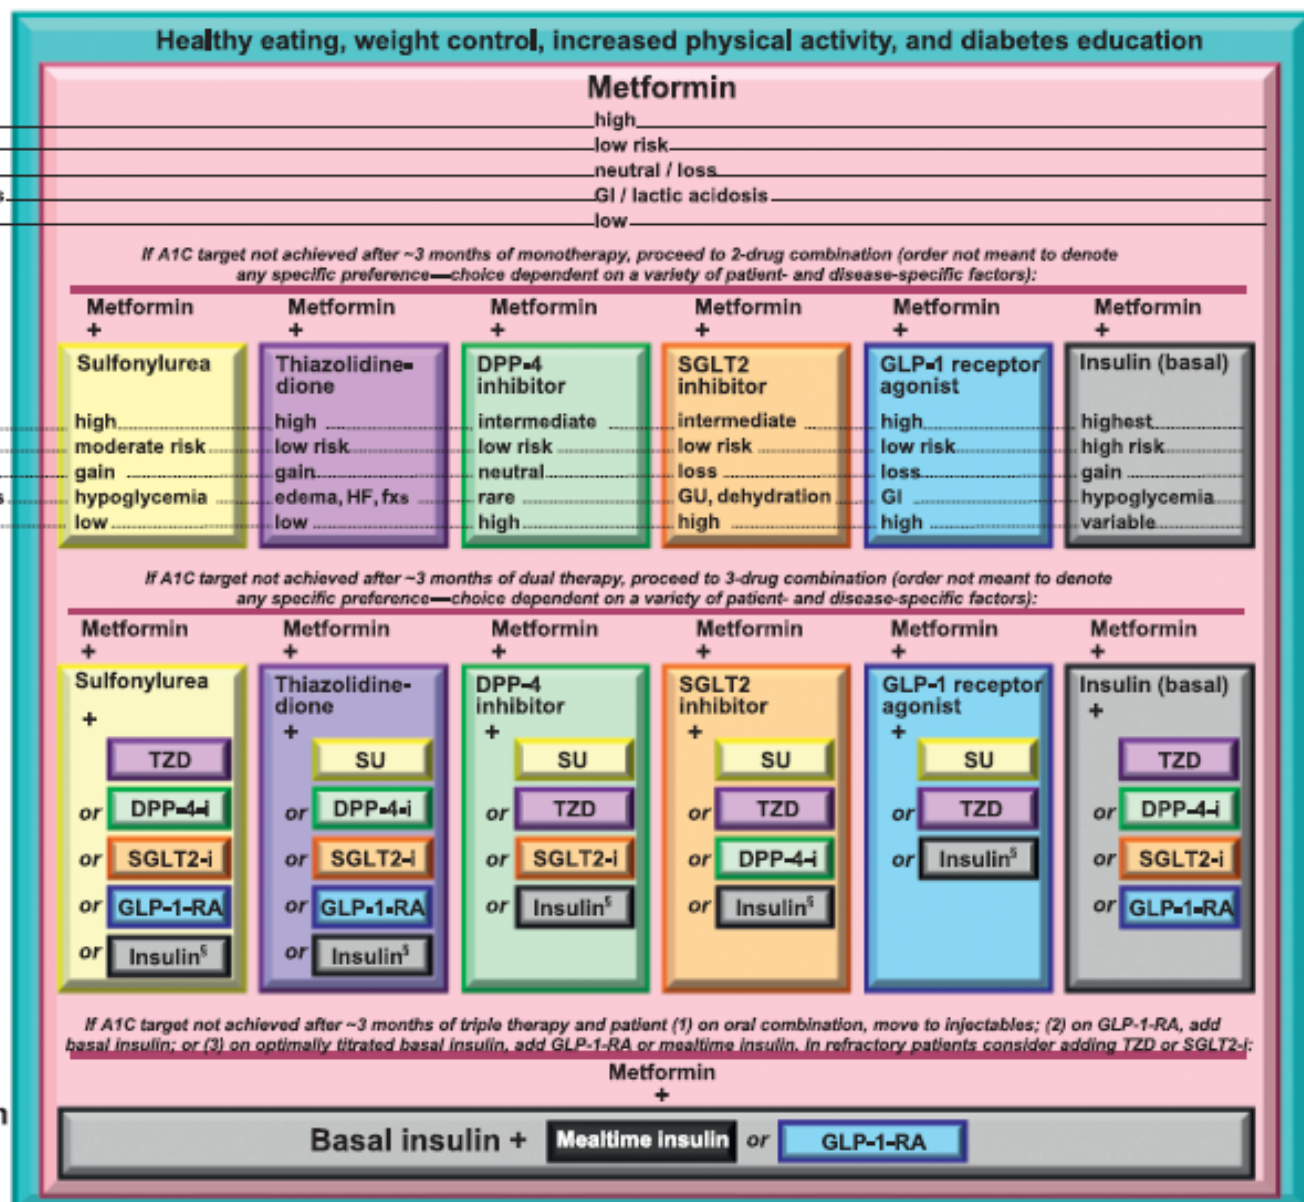 Healthy eating, weight control, increased physical activity, and diabetes education
Metformin
high
low risk
neutral / loss
s GI / lactic acidosis
low
If A1C target not achieved after ~3 months of monotherapy, proceed to 2-drug combination (order not meant to denote
any specific preference—choice dependent on a variety of patient- and disease-specific factors):
Metformin Metformin Metformin Metformin Metformin Metformin
+ + + + + +
Sulfonylurea
high
moderate risk
gain
s hypoglycemia
low
Thiazolidine-
dione
high
low risk
gain
edema, HF, fxs
low
DPP-4
inhibitor
intermediate
low risk
neutral
rare
high
SGLT2
inhibitor
intermediate
low risk
loss
GU, dehydration
high
GLP-1 receptor
agonist
high
low risk
loss
GI
high
Insulin (basal)
highest
high risk
gain
hypoglycemia
variable
If A1C target not achieved after ~3 months of dual therapy, proceed to 3-drug combination (order not meant to denote
any specific preference—choice dependent on a variety of patient- and disease-specific factors):
Metformin Metformin Metformin Metformin Metformin Metformin
+ + + + + +
Sulfonylurea
+
TZD
or DPP-4-i
or SGLT2-i
or GLP-1-RA
or Insulin§
Thiazolidine-
dione
+
SU
or DPP-4-i
or SGLT2-i
or GLP-1-RA
or Insulin§
DPP-4
inhibitor
+
SU
or TZD
or SGLT2-i
or Insulin§
SGLT2
inhibitor
+
SU
or TZD
or DPP-4-i
or Insulin§
GLP-1 receptor
agonist
+
SU
or TZD
or Insulin§
Insulin (basal)
+
TZD
or DPP-4-i
or SGLT2-i
or GLP-1-RA
If A1C target not achieved after ~3 months of triple therapy and patient (1) on oral combination, move to injectables; (2) on GLP-1-RA, add
basal insulin; or (3) on optimally titrated basal insulin, add GLP-1-RA or mealtime insulin. In refractory patients consider adding TZD or SGLT2-i:
Metformin
+
Basal insulin + Mealtime insulin or GLP-1-RA